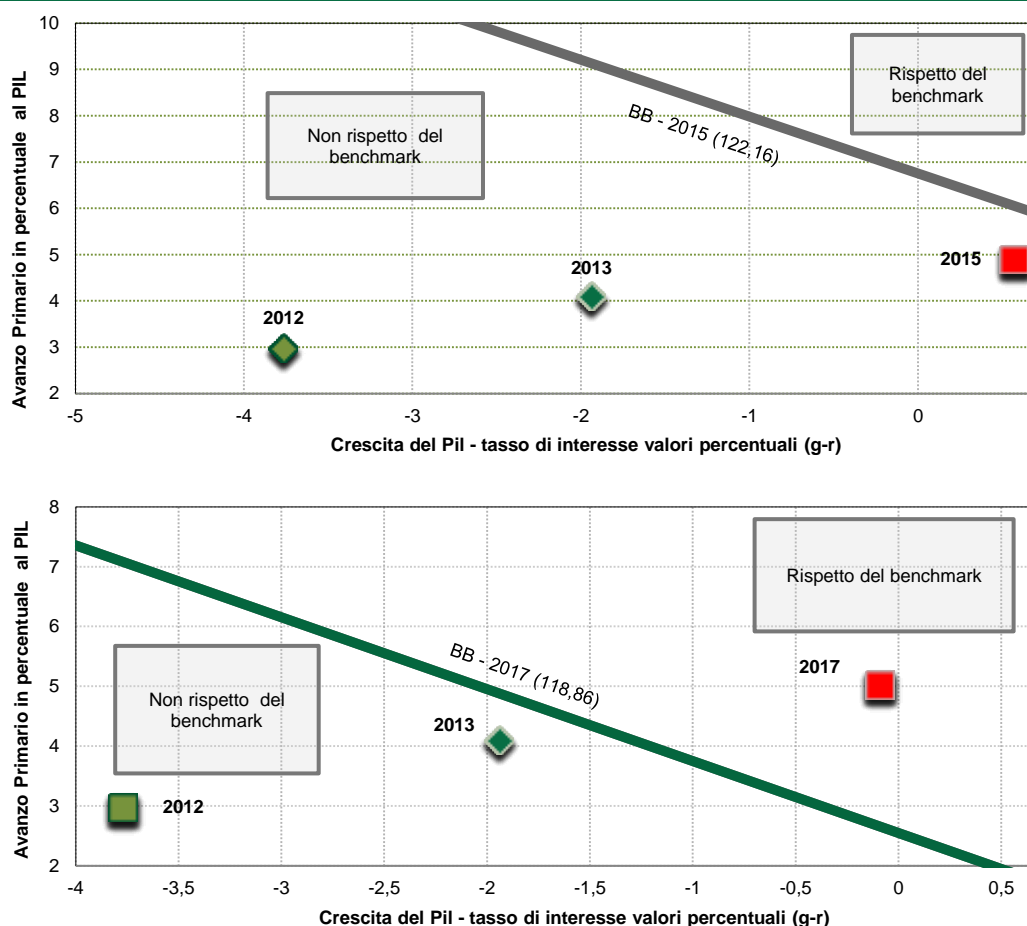 10
9
8
7
6
5
4
3
2
Avanzo Primario in percentuale al PIL
Non rispetto del
benchmark
BB - 2015 (122,16)
Rispetto del
benchmark
2012
2013
2015
-5
-4
-3
-2
-1
0
Crescita del Pil - tasso di interesse valori percentuali (g-r)
8
7
6
5
4
3
2
Avanzo Primario in percentuale al PIL
Rispetto del benchmark
Non rispetto del
benchmark
BB - 2017 (118,86)
2017
2013
2012
-4
-3,5
-3
-2,5
-2
-1,5
-1
-0,5
0
0,5
Crescita del Pil - tasso di interesse valori percentuali (g-r)